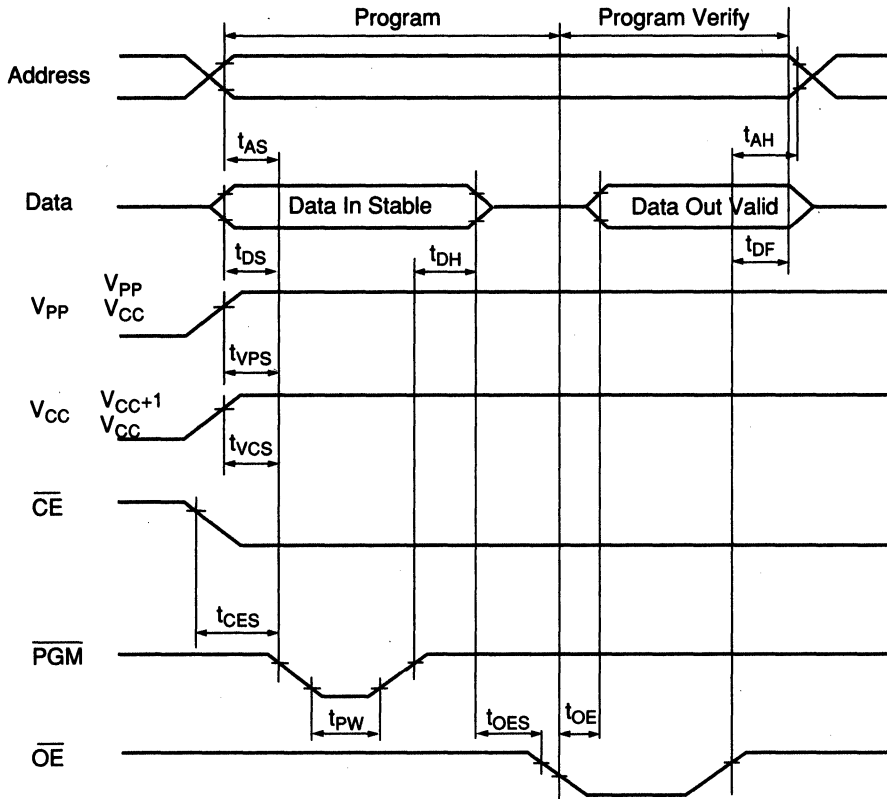 Program Program Verify
Address
tAS tAH
Data Data In Stable Data Out Valid
tDS tDH tDF
VPP
VPP
VCC
tVPS
VCC
VCC+1
VCC
tVCS
CE
tCES
PGM
tPW tOES tOE
OE